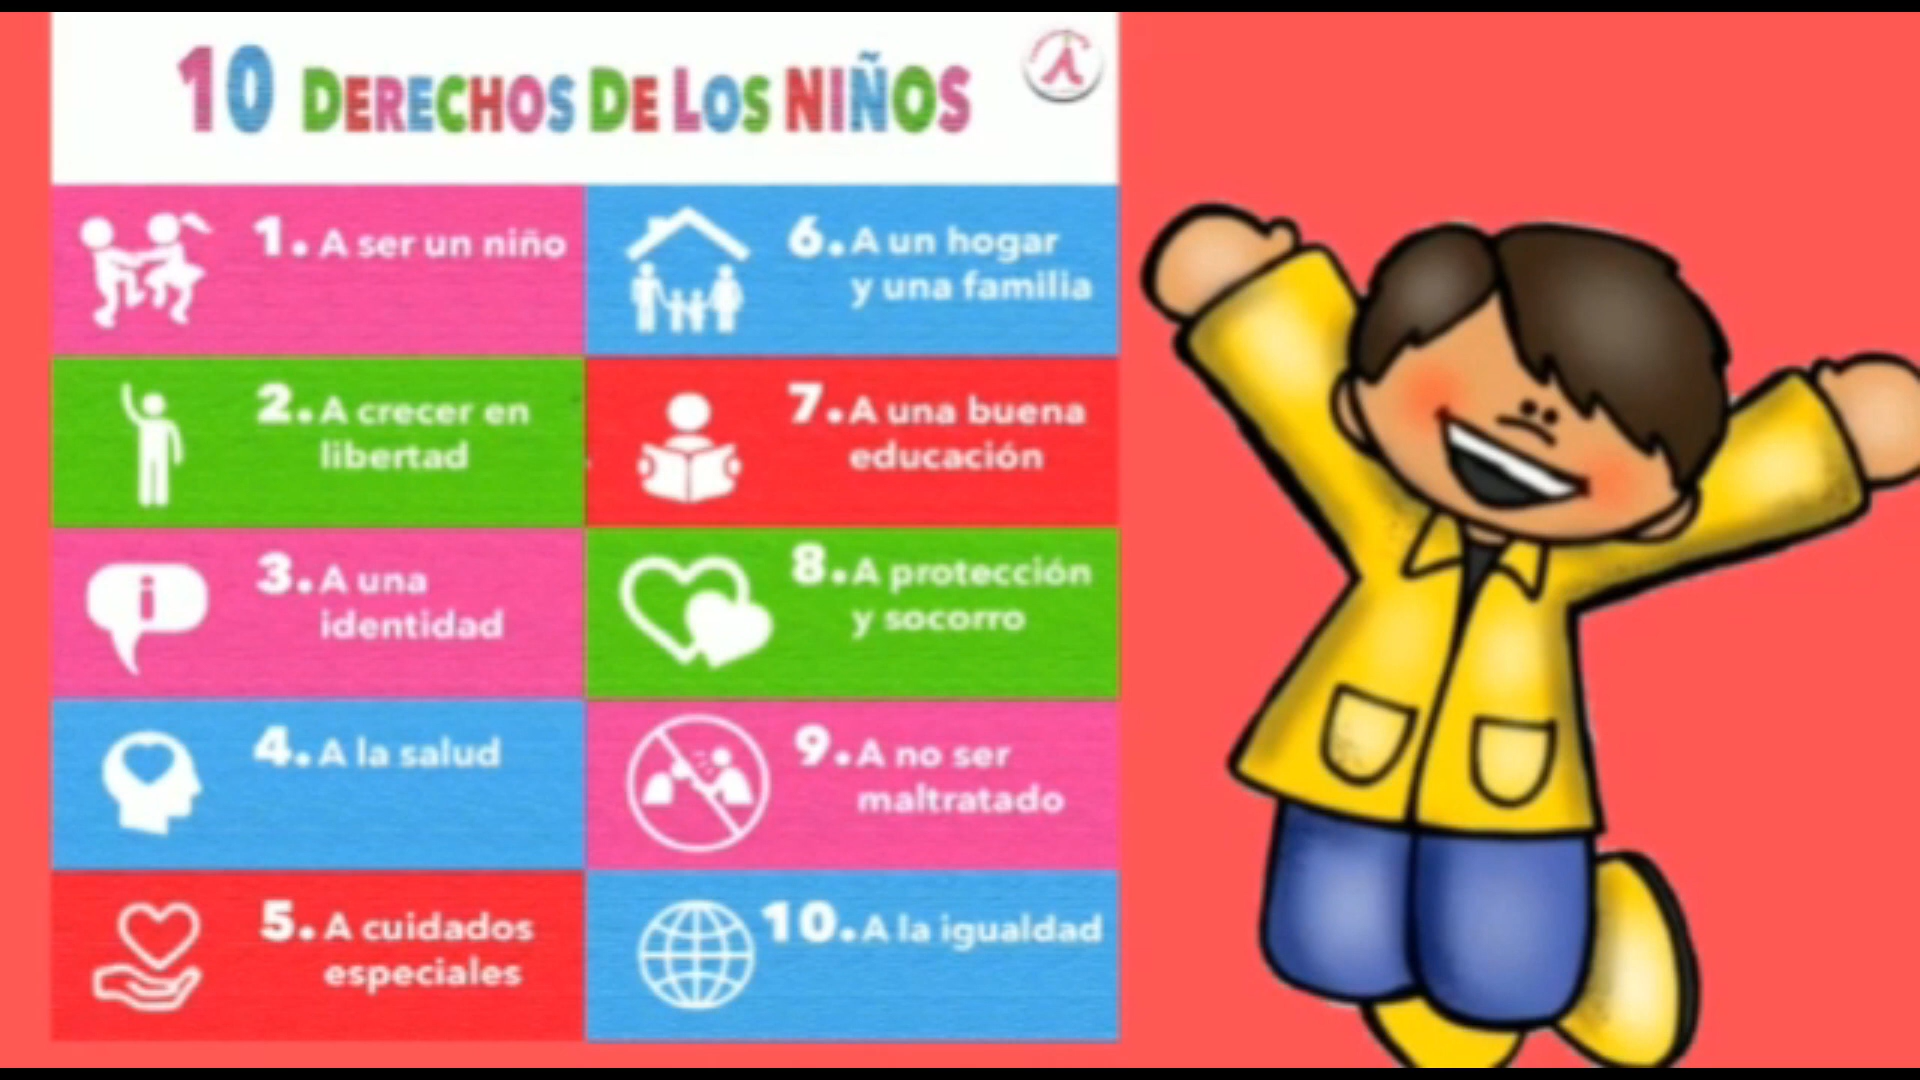 10 DERECHOS DE LOS NIÑOS
1. A ser un niño
2. A crecer en
libertad
3. A una
identidad
4. A la salud
5. A cuidados
especiales
6. A un hogar
y una familia
7. A una buena
educación
8. A protección
y socorro
9. A no ser
maltratado
10. A la igualdad